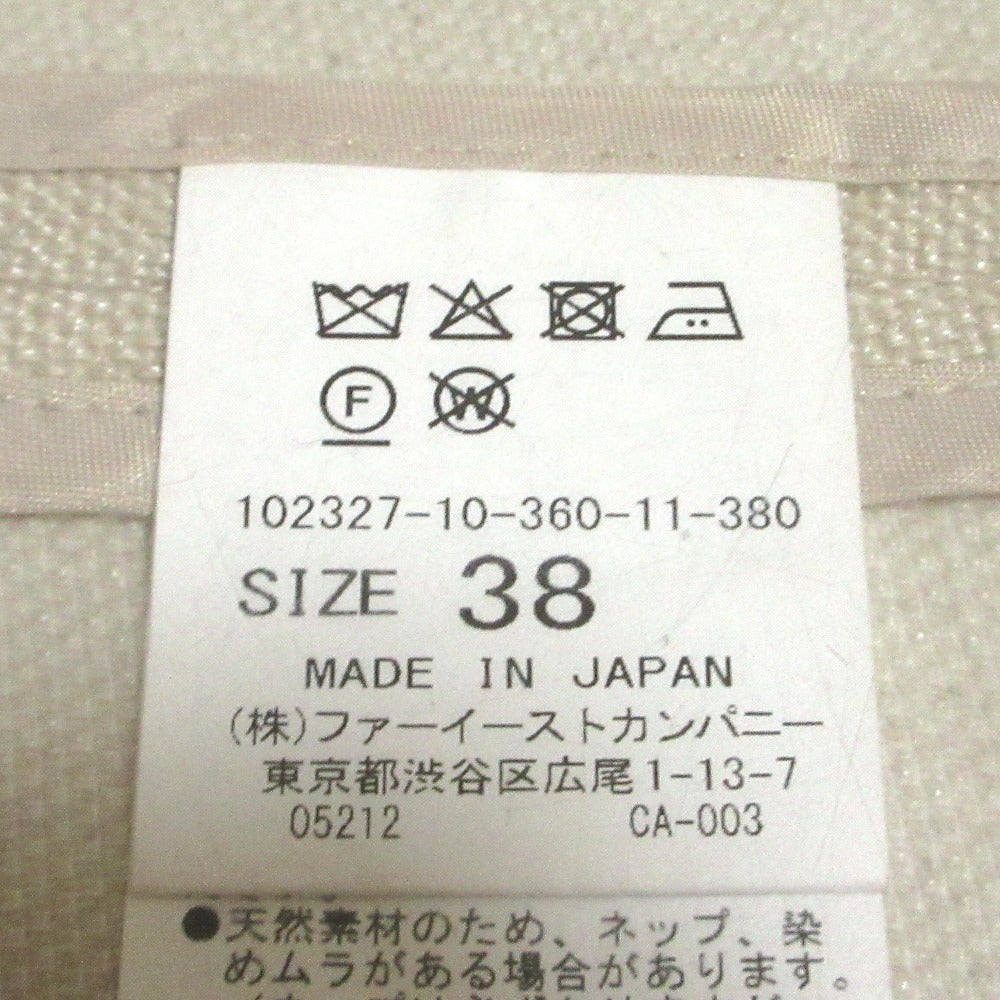 F W
102327-10-360-11-380
SIZE 38
MADE IN JAPAN
(株)ファーイーストカンパニー
東京都渋谷区広尾1-13-7
05212 CA-003
●天然素材のため、ネップ、染
めムラがある場合があります。